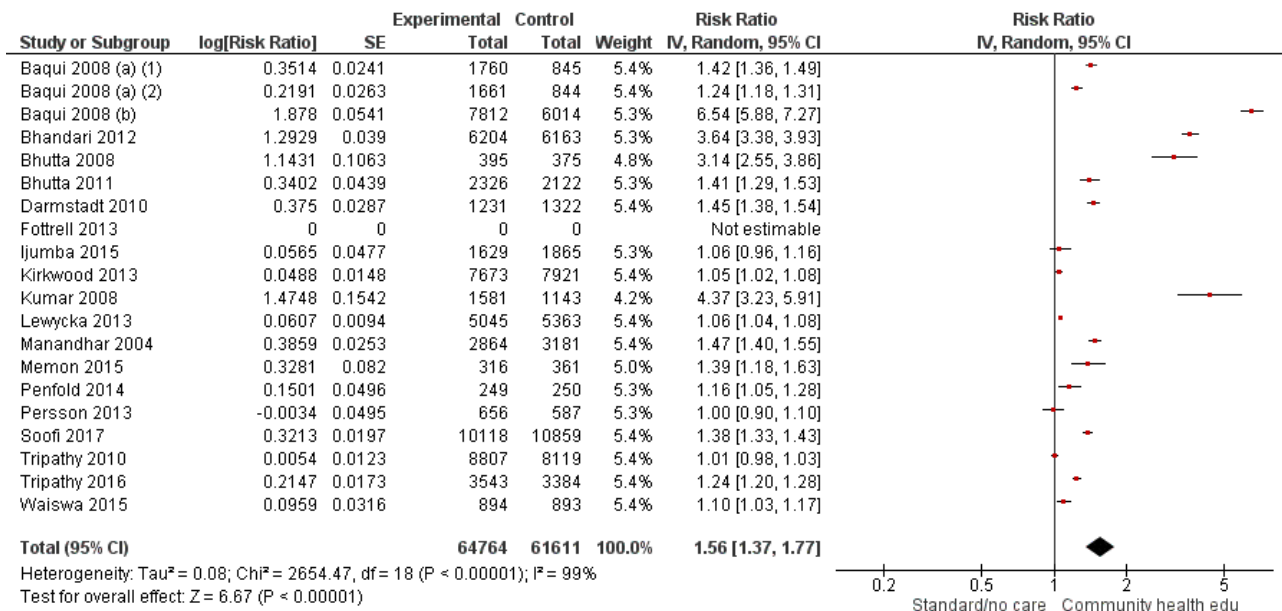 Experimental Control Risk Ratio Risk Ratio
Study or Subgroup log[Risk Ratio] SE Total Total Weight IV, Random, 95% CI IV, Random, 95% CI
Baqui 2008 (a) (1) 0.3514 0.0241 1760 845 5.4% 1.42 [1.36, 1.49]
Baqui 2008 (a) (2) 0.2191 0.0263 1661 844 5.4% 1.24 [1.18, 1.31]
Baqui 2008 (b) 1.878 0.0541 7812 6014 5.3% 6.54 [5.88, 7.27]
Bhandari 2012 1.2929 0.039 6204 6163 5.3% 3.64 [3.38, 3.93]
Bhutta 2008 1.1431 0.1063 395 375 4.8% 3.14 [2.55, 3.86]
Bhutta 2011 0.3402 0.0439 2326 2122 5.3% 1.41 [1.29, 1.53]
Darmstadt 2010 0.375 0.0287 1231 1322 5.4% 1.45 [1.38, 1.54]
Fottrell 2013 0 0 0 0 Not estimable
Ijumba 2015 0.0565 0.0477 1629 1865 5.3% 1.06 [0.96, 1.16]
Kirkwood 2013 0.0488 0.0148 7673 7921 5.4% 1.05 [1.02, 1.08]
Kumar 2008 1.4748 0.1542 1581 1143 4.2% 4.37 [3.23, 5.91]
Lewycka 2013 0.0607 0.0094 5045 5363 5.4% 1.06 [1.04, 1.08]
Manandhar 2004 0.3859 0.0253 2864 3181 5.4% 1.47 [1.40, 1.55]
Memon 2015 0.3281 0.082 316 361 5.0% 1.39 [1.18, 1.63]
Penfold 2014 0.1501 0.0496 249 250 5.3% 1.16 [1.05, 1.28]
Persson 2013 -0.0034 0.0495 656 587 5.3% 1.00 [0.90, 1.10]
Soofi 2017 0.3213 0.0197 10118 10859 5.4% 1.38 [1.33, 1.43]
Tripathy 2010 0.0054 0.0123 8807 8119 5.4% 1.01 [0.98, 1.03]
Tripathy 2016 0.2147 0.0173 3543 3384 5.4% 1.24 [1.20, 1.28]
Waiswa 2015 0.0959 0.0316 894 893 5.4% 1.10 [1.03, 1.17]
Total (95% CI) 64764 61611 100.0% 1.56 [1.37, 1.77]
Heterogeneity: Tau² = 0.08; Chi² = 2654.47, df = 18 (P < 0.00001); I² = 99%
Test for overall effect: Z = 6.67 (P < 0.00001)
0.2 0.5 1 2 5
Standard/no care Community health edu